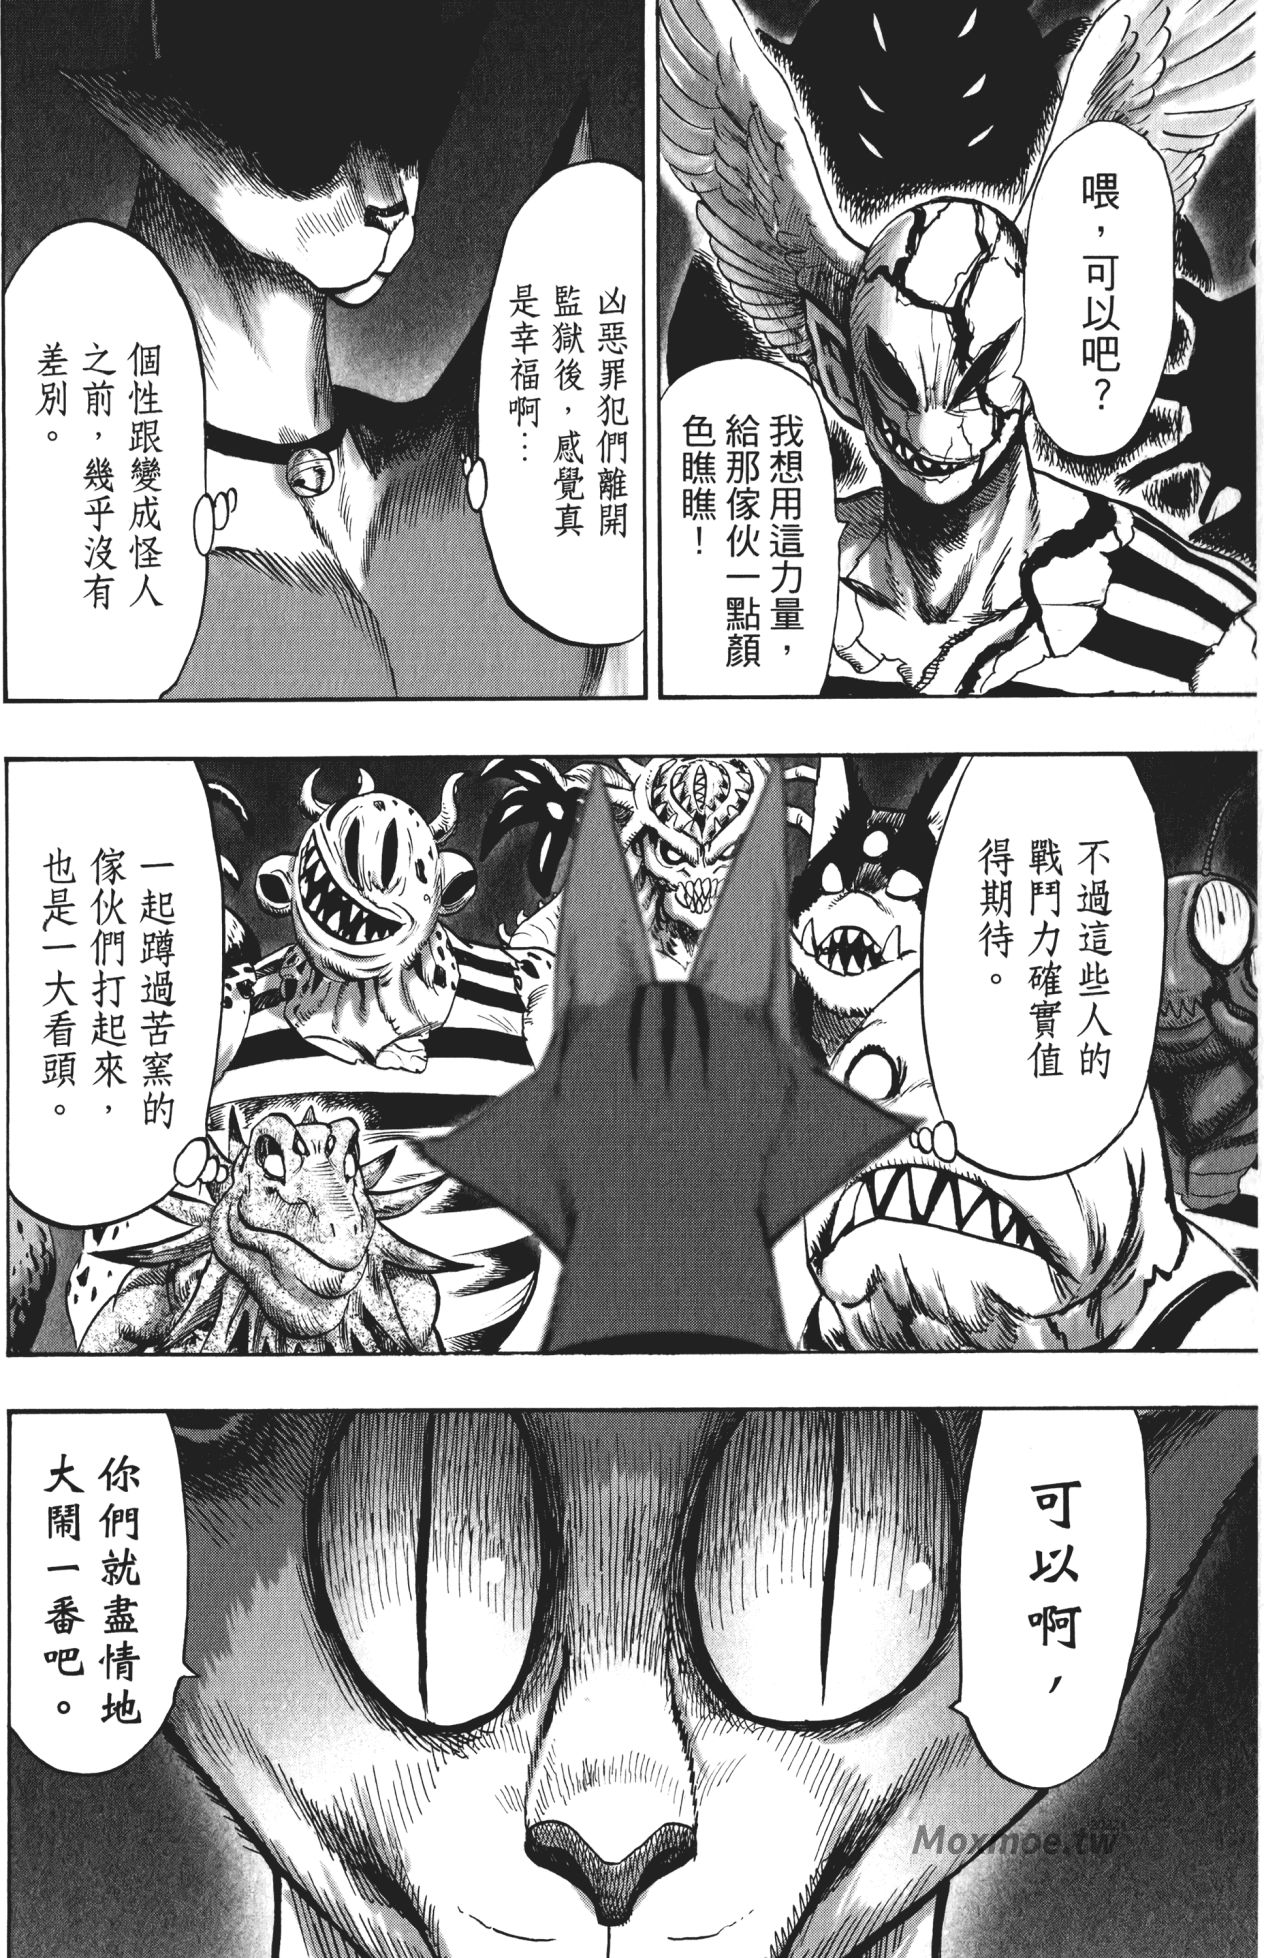 喂，可以吧？
我想用這力量，
給那傢伙一點顏
色瞧瞧！
凶惡罪犯們離開
監獄後，感覺真
是幸福啊…
個性跟變成怪人
之前，幾乎沒有
差別。
不過這些人的
戰鬥力確實值
得期待。
一起蹲過苦窯的
傢伙們打起來，
也是一大看頭。
可以啊，
你們就盡情地
大鬧一番吧。
Moxmoe.tw